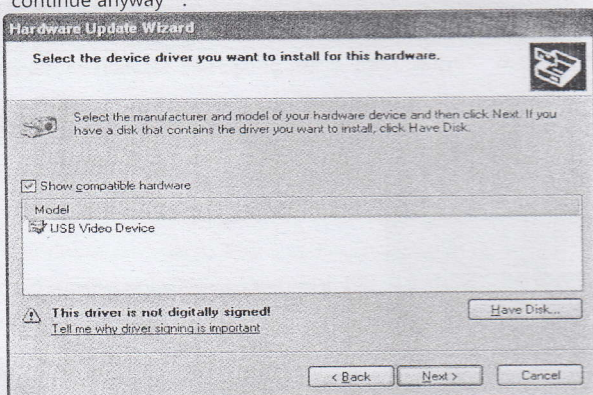 continue anyway".
Hardware Update Wizard
Select the device driver you want to install for this hardware.
Select the manufacturer and model of your hardware device and then click Next. If you
have a disk that contains the driver you want to install, click Have Disk.
Show compatible hardware
Model
USB Video Device
This driver is not digitally signed!
Tell me why driver signing is important
Have Disk...
< Back
Next >
Cancel